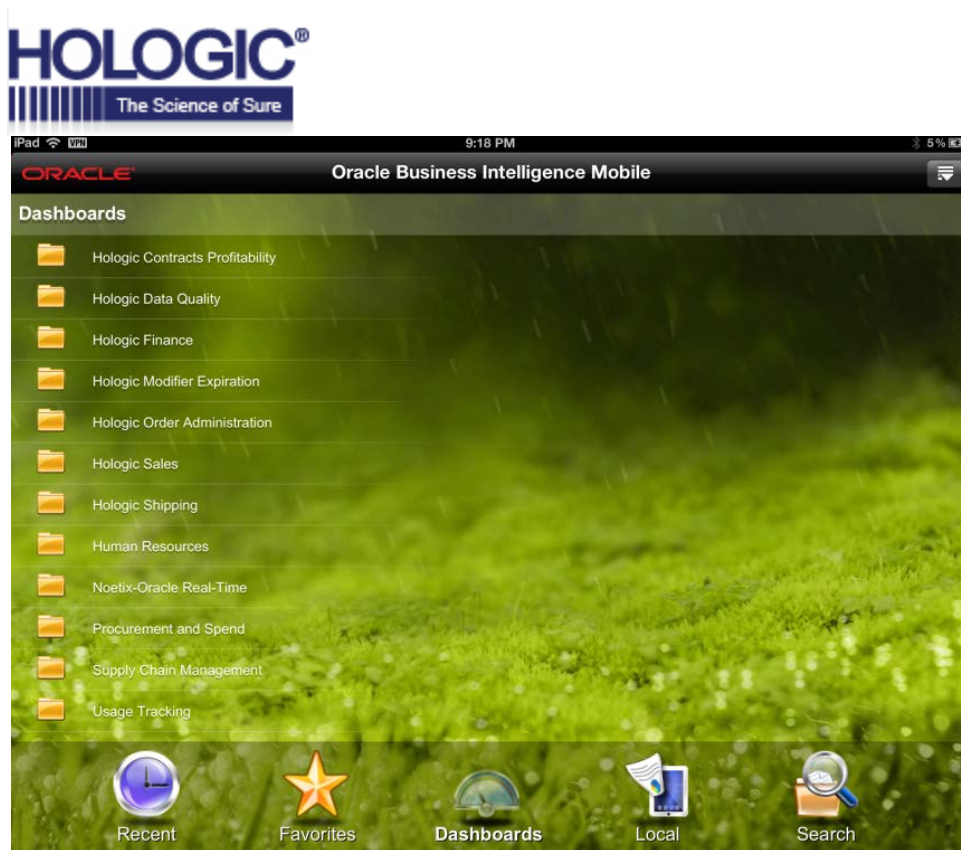 HOLOGIC®
The Science of Sure
iPad VPN 9:18 PM 5%
ORACLE® Oracle Business Intelligence Mobile
Dashboards
Hologic Contracts Profitability
Hologic Data Quality
Hologic Finance
Hologic Modifier Expiration
Hologic Order Administration
Hologic Sales
Hologic Shipping
Human Resources
Noetix-Oracle Real-Time
Procurement and Spend
Supply Chain Management
Usage Tracking
Recent Favorites Dashboards Local Search